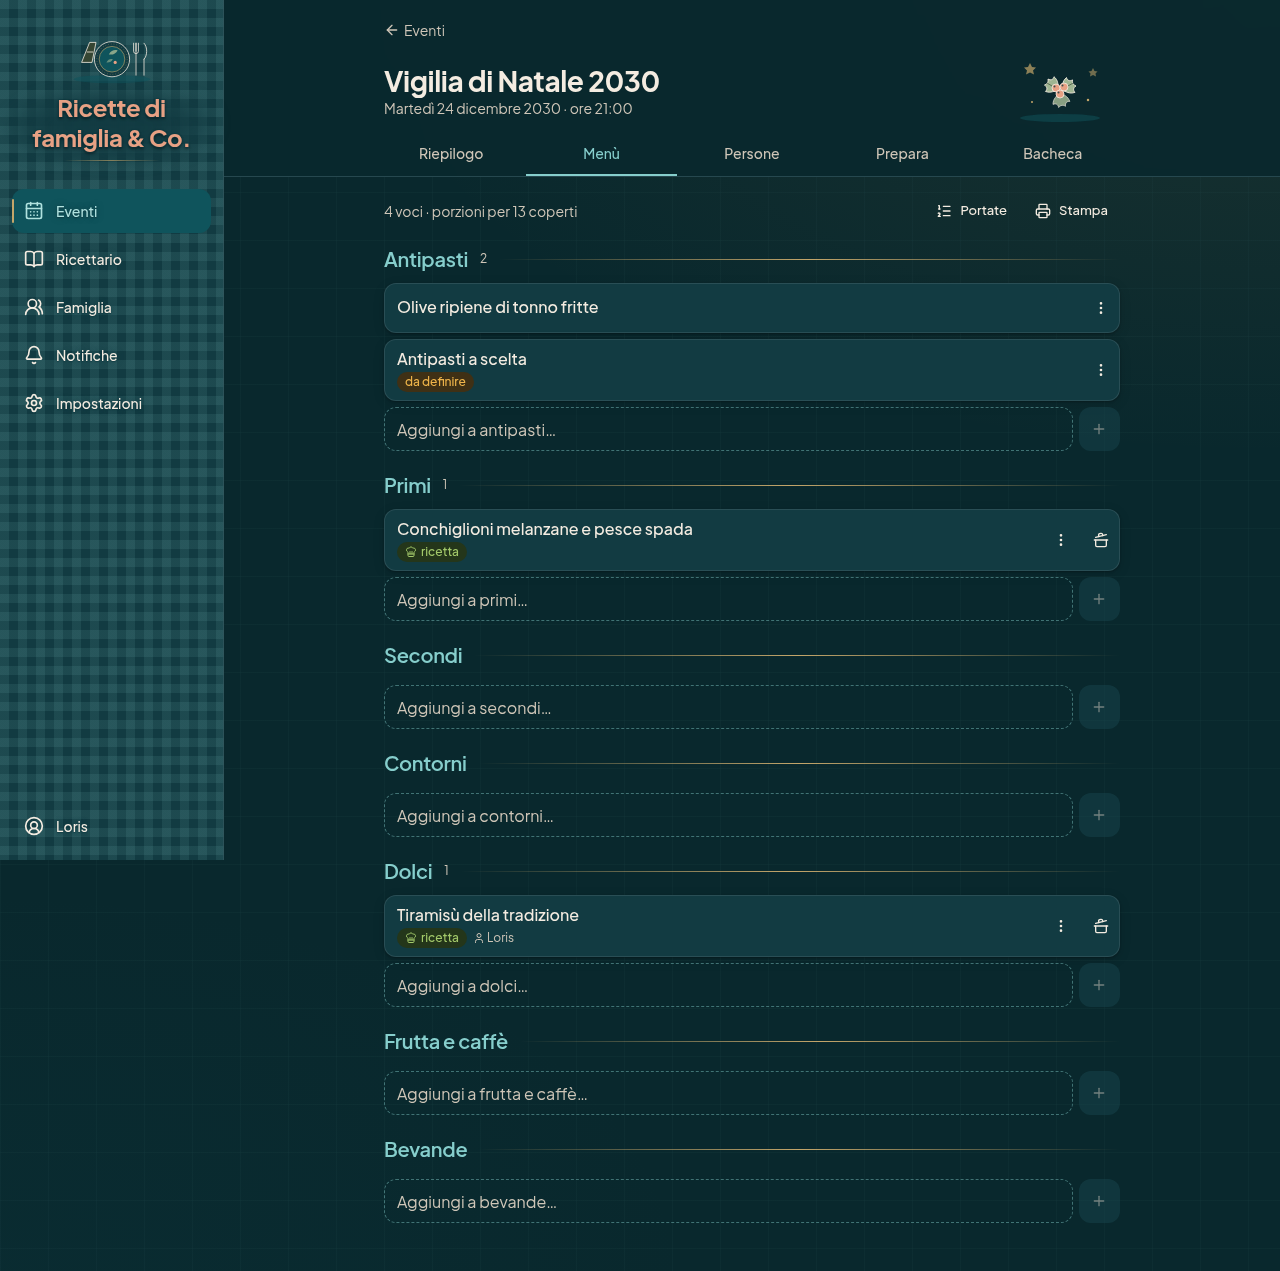 Ricette di
famiglia & Co.
Eventi
Ricettario
Famiglia
Notifiche
Impostazioni
Loris
Eventi
Vigilia di Natale 2030
Martedì 24 dicembre 2030 · ore 21:00
Riepilogo Menù Persone Prepara Bacheca
4 voci · porzioni per 13 coperti Portate Stampa
Antipasti 2
Olive ripiene di tonno fritte
Antipasti a scelta
da definire
Aggiungi a antipasti…
Primi 1
Conchiglioni melanzane e pesce spada
ricetta
Aggiungi a primi…
Secondi
Aggiungi a secondi…
Contorni
Aggiungi a contorni…
Dolci 1
Tiramisù della tradizione
ricetta Loris
Aggiungi a dolci…
Frutta e caffè
Aggiungi a frutta e caffè…
Bevande
Aggiungi a bevande…